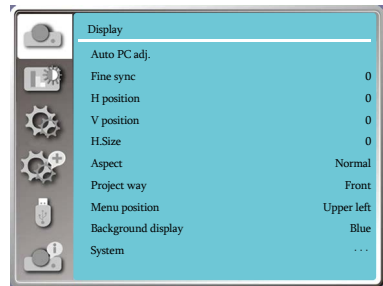 Display
Auto PC adj.
Fine sync 0
H position 0
V position 0
H.Size 0
Aspect Normal
Project way Front
Menu position Upper left
Background display Blue
System ...